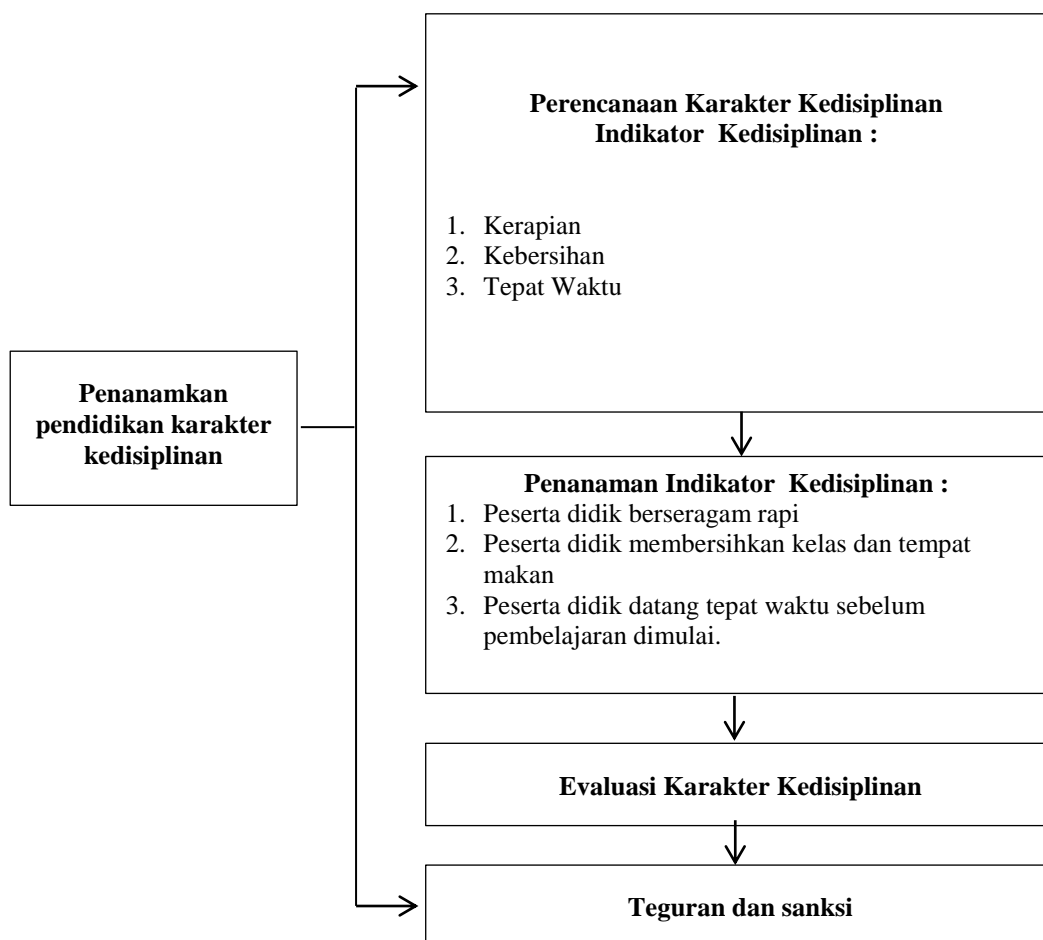 Perencanaan Karakter Kedisiplinan
Indikator Kedisiplinan :
1. Kerapian
2. Kebersihan
3. Tepat Waktu
Penanamkan
pendidikan karakter
kedisiplinan
Penanaman Indikator Kedisiplinan :
1. Peserta didik berseragam rapi
2. Peserta didik membersihkan kelas dan tempat
makan
3. Peserta didik datang tepat waktu sebelum
pembelajaran dimulai.
Evaluasi Karakter Kedisiplinan
Teguran dan sanksi